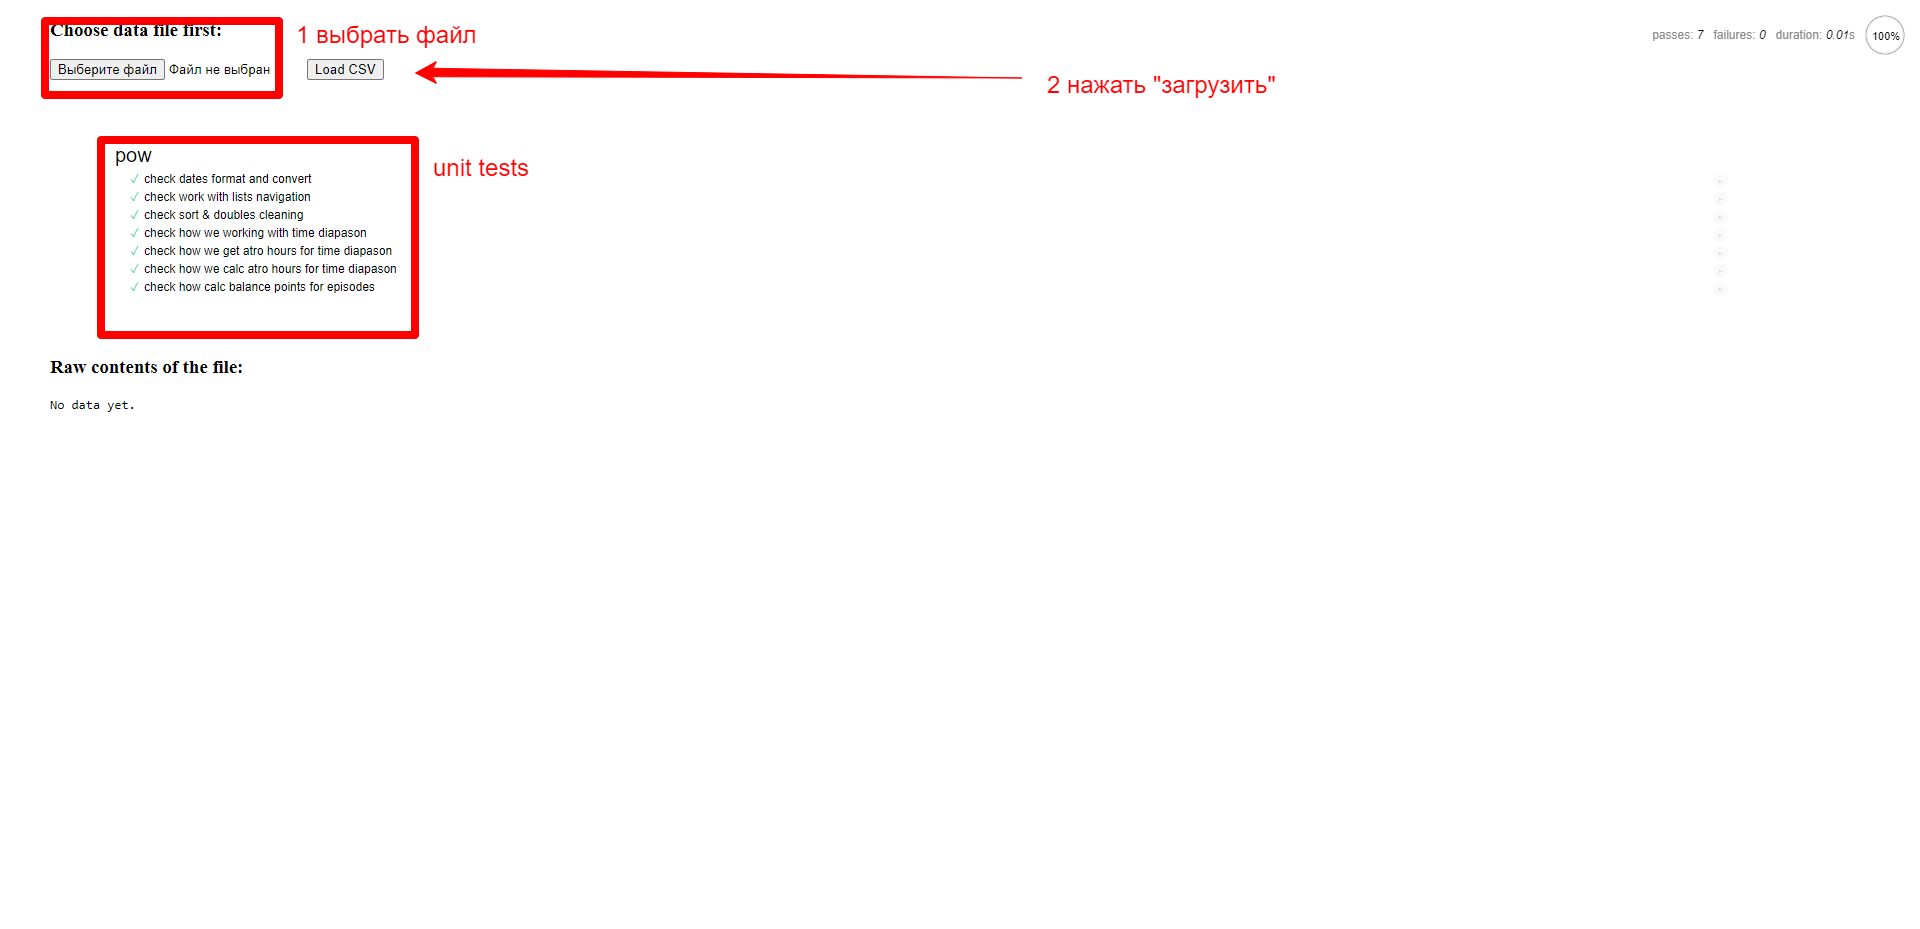 Choose data file first:
1 выбрать файл
passes: 7 failures: 0 duration: 0.01s 100%
Выберите файл Файл не выбран Load CSV
2 нажать "загрузить"
pow
unit tests
✓ check dates format and convert
✓ check work with lists navigation
✓ check sort & doubles cleaning
✓ check how we working with time diapason
✓ check how we get atro hours for time diapason
✓ check how we calc atro hours for time diapason
✓ check how calc balance points for episodes
Raw contents of the file:
No data yet.